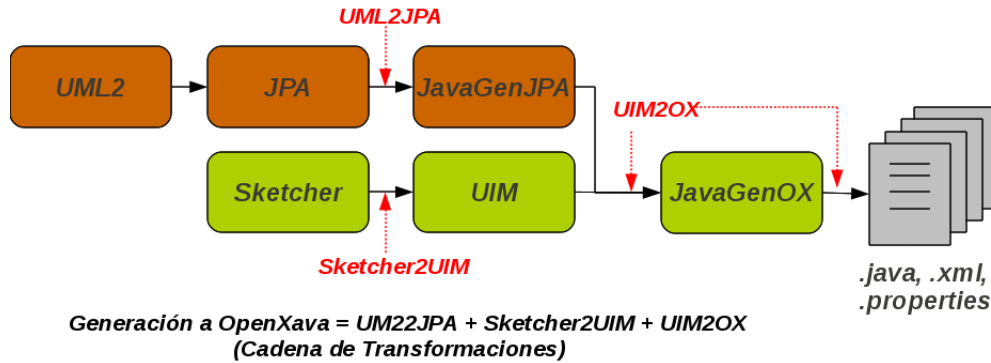 UML2JPA
UML2
JPA
JavaGenJPA
UIM2OX
Sketcher
UIM
JavaGenOX
Sketcher2UIM
.java, .xml,
.properties
Generación a OpenXava = UM22JPA + Sketcher2UIM + UIM2OX
(Cadena de Transformaciones)